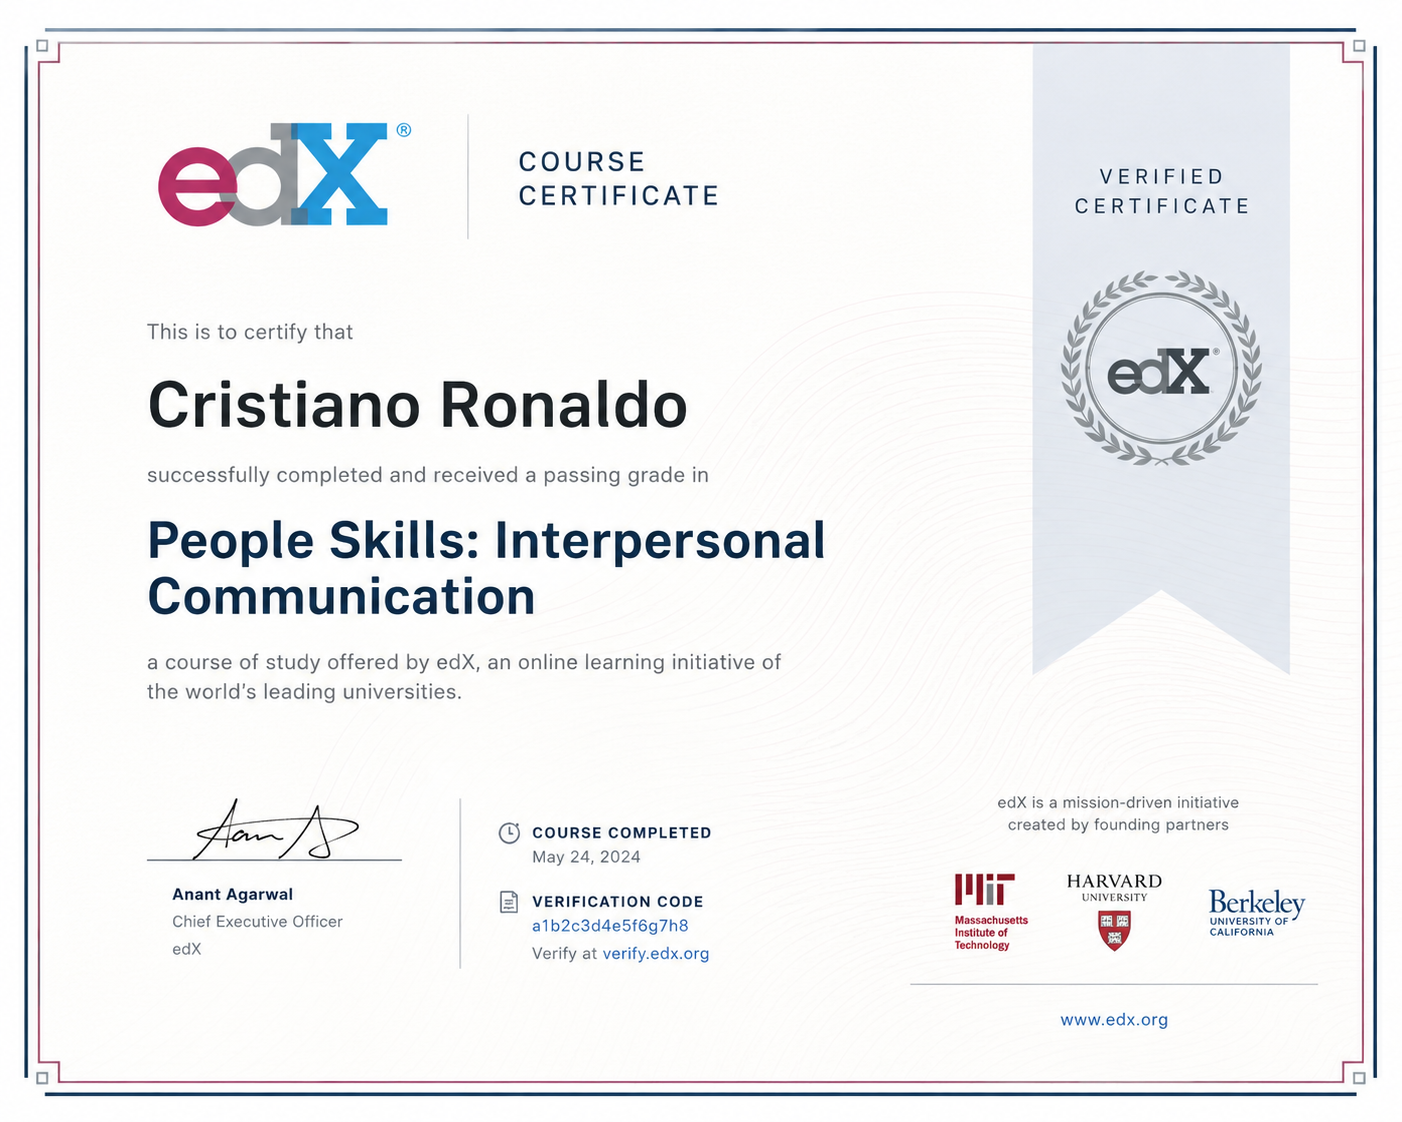 edX®
COURSE
CERTIFICATE
VERIFIED
CERTIFICATE
edX®
This is to certify that
Cristiano Ronaldo
successfully completed and received a passing grade in
People Skills: Interpersonal
Communication
a course of study offered by edX, an online learning initiative of
the world’s leading universities.
Anant Agarwal
Chief Executive Officer
edX
COURSE COMPLETED
May 24, 2024
VERIFICATION CODE
a1b2c3d4e5f6g7h8
Verify at verify.edx.org
edX is a mission-driven initiative
created by founding partners
MIT
Massachusetts
Institute of
Technology
HARVARD
UNIVERSITY
Berkeley
UNIVERSITY OF
CALIFORNIA
www.edx.org